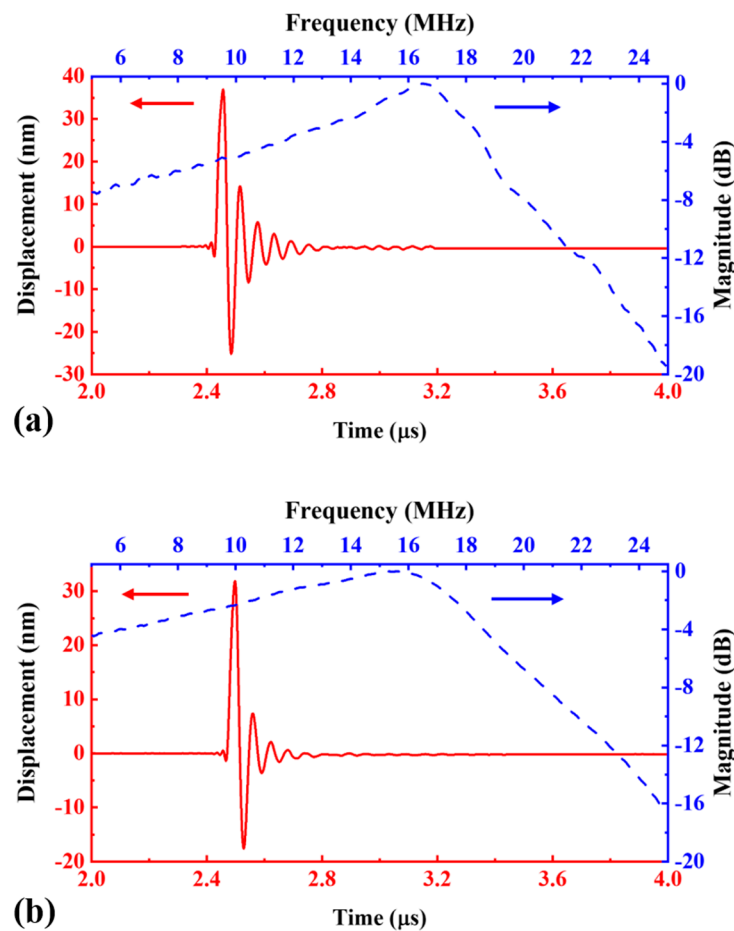 Frequency (MHz)
6 8 10 12 14 16 18 20 22 24
40
30
20
10
0
-10
-20
-30
Displacement (nm)
0
-4
-8
-12
-16
-20
Magnitude (dB)
2.0 2.4 2.8 3.2 3.6 4.0
(a)
Time (μs)
Frequency (MHz)
6 8 10 12 14 16 18 20 22 24
30
20
10
0
-10
-20
Displacement (nm)
0
-4
-8
-12
-16
-20
Magnitude (dB)
2.0 2.4 2.8 3.2 3.6 4.0
(b)
Time (μs)